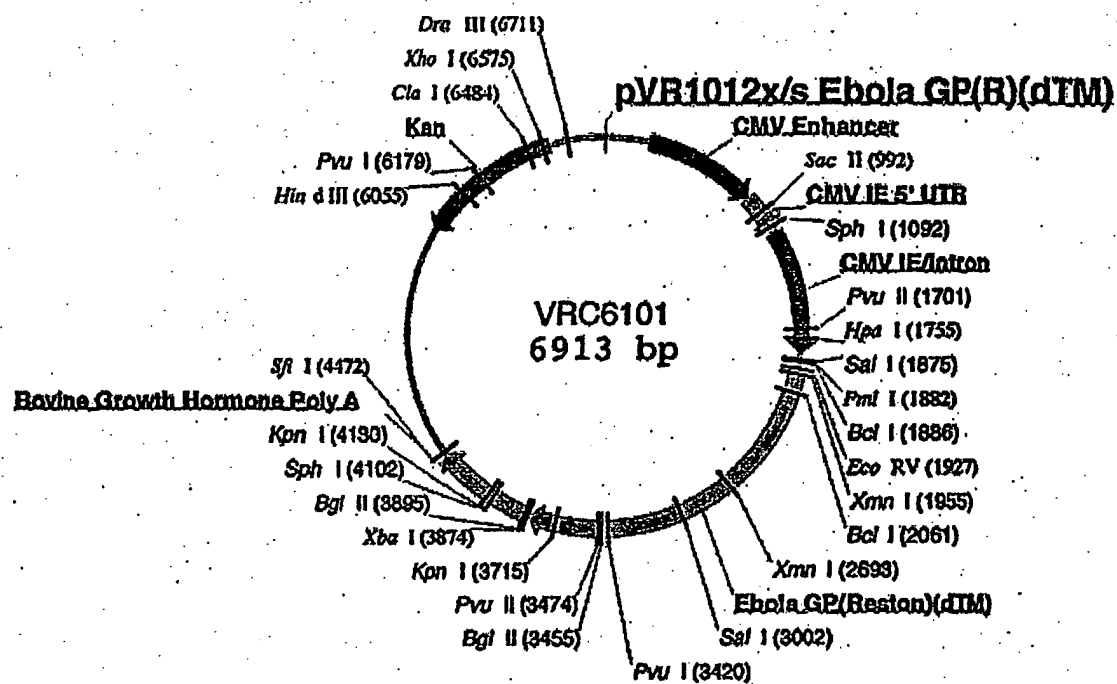 Dra III (6711)
Xho I (6575)
Cla I (6484)
Kan
Pvu I (6179)
Hin d III (6055)
pVR1012x/s Ebola GP(R)(dTM)
CMV Enhancer
Sac II (992)
CMV IE 5' UTR
Sph I (1092)
CMV IE/Intron
Pvu II (1701)
Hpa I (1755)
Sal I (1875)
Pml I (1882)
Bcl I (1886)
Eco RV (1927)
Xmn I (1955)
Bcl I (2061)
Xmn I (2693)
Ebola GP(Reston)(dTM)
Sal I (3002)
Pvu I (3420)
VRC6101
6913 bp
Sfi I (4472)
Bovine Growth Hormone Poly A
Kpn I (4130)
Sph I (4102)
Bgl II (3895)
Xba I (3874)
Kpn I (3715)
Pvu II (3474)
Bgl II (3455)